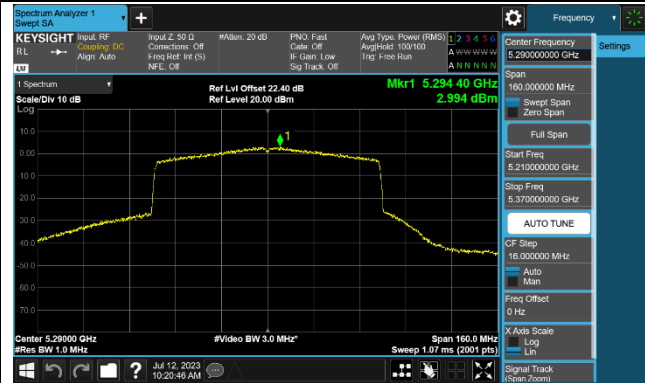 Spectrum Analyzer 1
Swept SA
Frequency
KEYSIGHT
RL
LXI
Input: RF
Coupling: DC
Align: Auto
Input Z: 50 Ω
Corrections: Off
Freq Ref: Int (S)
NFE: Off
#Atten: 20 dB
PNO: Fast
Gate: Off
IF Gain: Low
Sig Track: Off
Avg Type: Power (RMS)
Avg|Hold: 100/100
Trig: Free Run
1 2 3 4 5 6
A W W W W W
A N N N N N
1 Spectrum
Scale/Div 10 dB
Log
Ref Lvl Offset 22.40 dB
Ref Level 20.00 dBm
Mkr1 5.294 40 GHz
2.994 dBm
1
10.0
0.00
-10.0
-20.0
-30.0
-40.0
-50.0
-60.0
-70.0
Center 5.29000 GHz
#Res BW 1.0 MHz
#Video BW 3.0 MHz*
Span 160.0 MHz
Sweep 1.07 ms (2001 pts)
Jul 12, 2023
10:20:46 AM
Center Frequency
5.290000000 GHz
Settings
Span
160.000000 MHz
Swept Span
Zero Span
Full Span
Start Freq
5.210000000 GHz
Stop Freq
5.370000000 GHz
AUTO TUNE
CF Step
16.000000 MHz
Auto
Man
Freq Offset
0 Hz
X Axis Scale
Log
Lin
Signal Track
(Span Zoom)